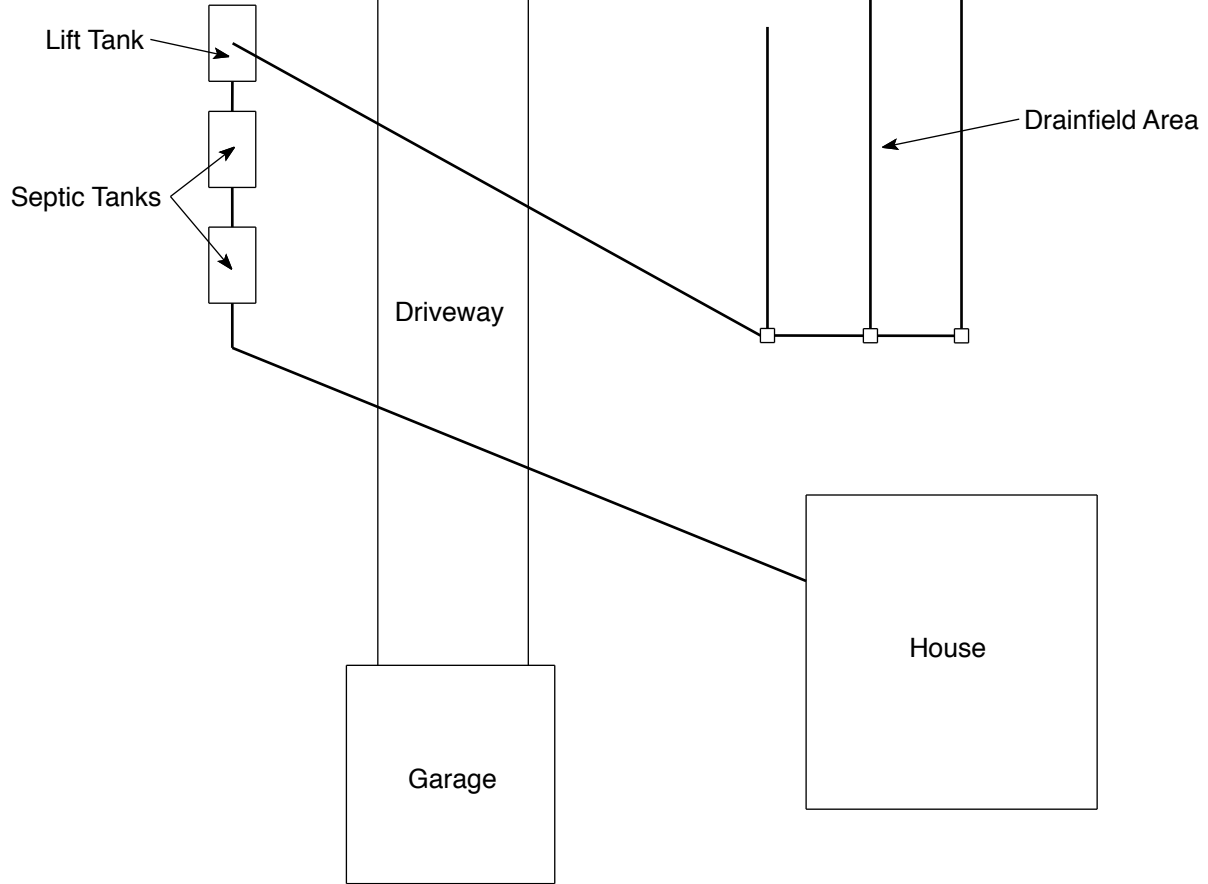 Lift Tank
Drainfield Area
Septic Tanks
Driveway
House
Garage